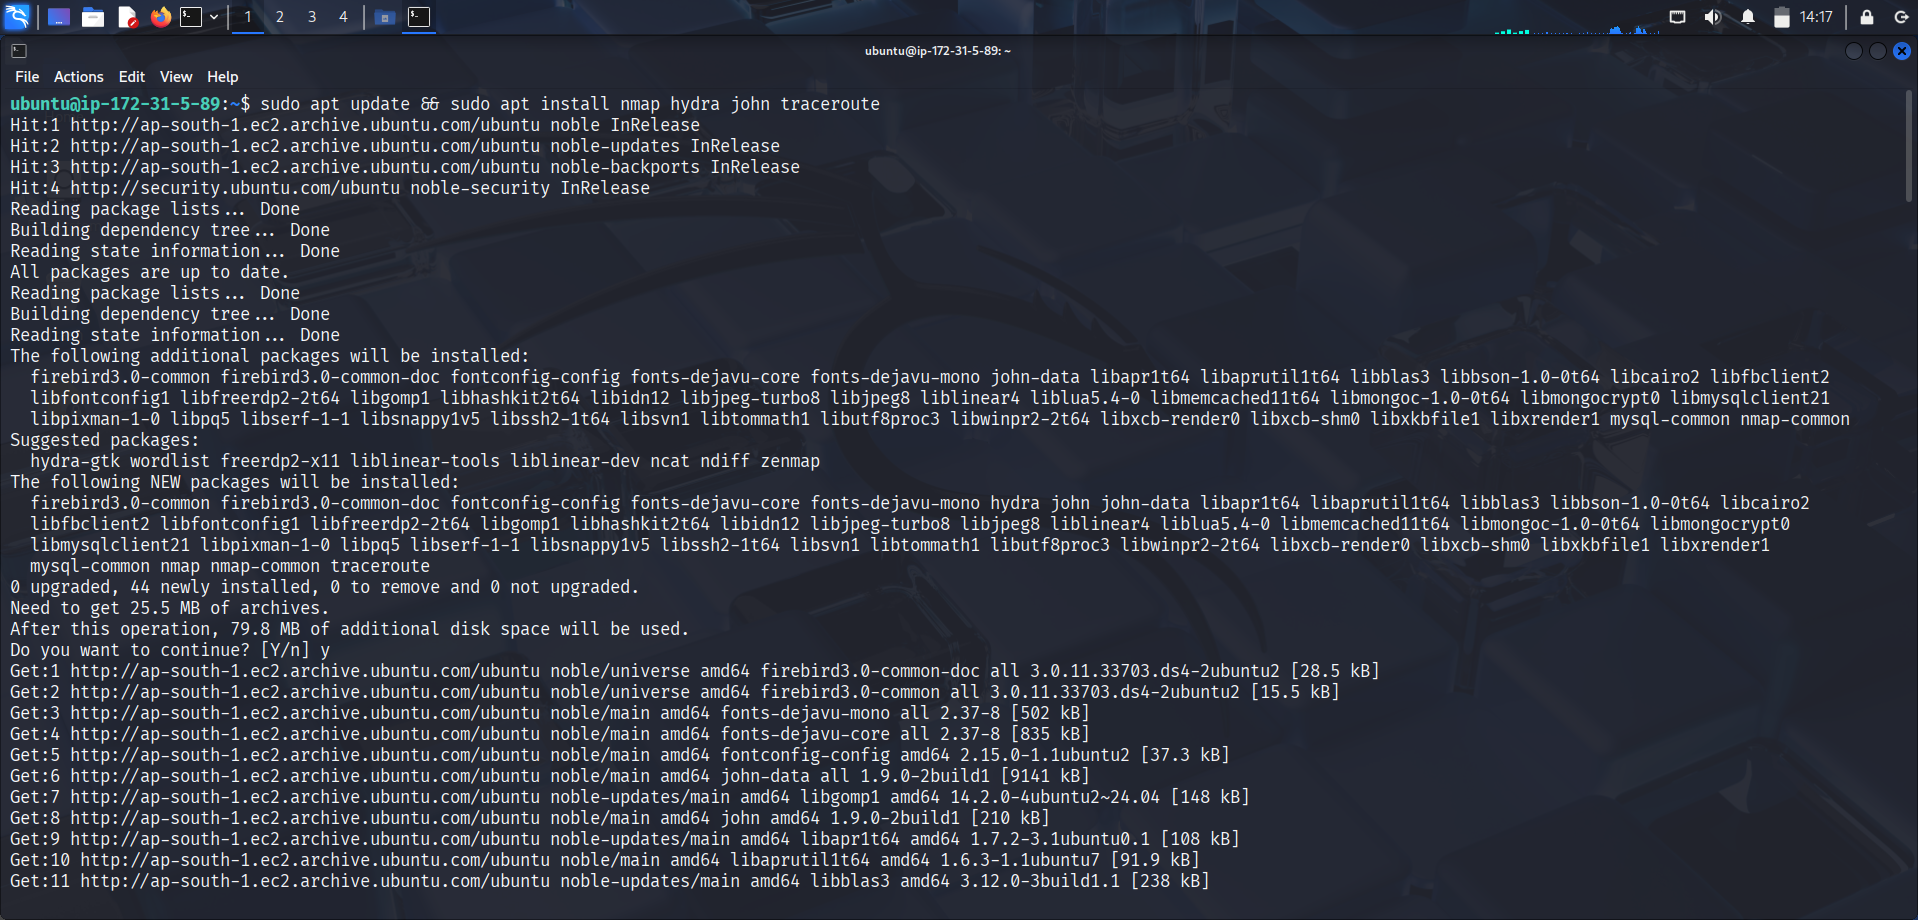 1 2 3 4 14:17
ubuntu@ip-172-31-5-89: ~
File Actions Edit View Help
ubuntu@ip-172-31-5-89:~$ sudo apt update && sudo apt install nmap hydra john traceroute
Hit:1 http://ap-south-1.ec2.archive.ubuntu.com/ubuntu noble InRelease
Hit:2 http://ap-south-1.ec2.archive.ubuntu.com/ubuntu noble-updates InRelease
Hit:3 http://ap-south-1.ec2.archive.ubuntu.com/ubuntu noble-backports InRelease
Hit:4 http://security.ubuntu.com/ubuntu noble-security InRelease
Reading package lists... Done
Building dependency tree... Done
Reading state information... Done
All packages are up to date.
Reading package lists... Done
Building dependency tree... Done
Reading state information... Done
The following additional packages will be installed:
firebird3.0-common firebird3.0-common-doc fontconfig-config fonts-dejavu-core fonts-dejavu-mono john-data libapr1t64 libaprutil1t64 libblas3 libbson-1.0-0t64 libcairo2 libfbclient2
libfontconfig1 libfreerdp2-2t64 libgomp1 libhashkit2t64 libidn12 libjpeg-turbo8 libjpeg8 liblinear4 liblua5.4-0 libmemcached11t64 libmongoc-1.0-0t64 libmongocrypt0 libmysqlclient21
libpixman-1-0 libpq5 libserf-1-1 libsnappy1v5 libssh2-1t64 libsvn1 libtommath1 libutf8proc3 libwinpr2-2t64 libxcb-render0 libxcb-shm0 libxkbfile1 libxrender1 mysql-common nmap-common
Suggested packages:
hydra-gtk wordlist freerdp2-x11 liblinear-tools liblinear-dev ncat ndiff zenmap
The following NEW packages will be installed:
firebird3.0-common firebird3.0-common-doc fontconfig-config fonts-dejavu-core fonts-dejavu-mono hydra john john-data libapr1t64 libaprutil1t64 libblas3 libbson-1.0-0t64 libcairo2
libfbclient2 libfontconfig1 libfreerdp2-2t64 libgomp1 libhashkit2t64 libidn12 libjpeg-turbo8 libjpeg8 liblinear4 liblua5.4-0 libmemcached11t64 libmongoc-1.0-0t64 libmongocrypt0
libmysqlclient21 libpixman-1-0 libpq5 libserf-1-1 libsnappy1v5 libssh2-1t64 libsvn1 libtommath1 libutf8proc3 libwinpr2-2t64 libxcb-render0 libxcb-shm0 libxkbfile1 libxrender1
mysql-common nmap nmap-common traceroute
0 upgraded, 44 newly installed, 0 to remove and 0 not upgraded.
Need to get 25.5 MB of archives.
After this operation, 79.8 MB of additional disk space will be used.
Do you want to continue? [Y/n] y
Get:1 http://ap-south-1.ec2.archive.ubuntu.com/ubuntu noble/universe amd64 firebird3.0-common-doc all 3.0.11.33703.ds4-2ubuntu2 [28.5 kB]
Get:2 http://ap-south-1.ec2.archive.ubuntu.com/ubuntu noble/universe amd64 firebird3.0-common all 3.0.11.33703.ds4-2ubuntu2 [15.5 kB]
Get:3 http://ap-south-1.ec2.archive.ubuntu.com/ubuntu noble/main amd64 fonts-dejavu-mono all 2.37-8 [502 kB]
Get:4 http://ap-south-1.ec2.archive.ubuntu.com/ubuntu noble/main amd64 fonts-dejavu-core all 2.37-8 [835 kB]
Get:5 http://ap-south-1.ec2.archive.ubuntu.com/ubuntu noble/main amd64 fontconfig-config amd64 2.15.0-1.1ubuntu2 [37.3 kB]
Get:6 http://ap-south-1.ec2.archive.ubuntu.com/ubuntu noble/main amd64 john-data all 1.9.0-2build1 [9141 kB]
Get:7 http://ap-south-1.ec2.archive.ubuntu.com/ubuntu noble-updates/main amd64 libgomp1 amd64 14.2.0-4ubuntu2~24.04 [148 kB]
Get:8 http://ap-south-1.ec2.archive.ubuntu.com/ubuntu noble/main amd64 john amd64 1.9.0-2build1 [210 kB]
Get:9 http://ap-south-1.ec2.archive.ubuntu.com/ubuntu noble-updates/main amd64 libapr1t64 amd64 1.7.2-3.1ubuntu0.1 [108 kB]
Get:10 http://ap-south-1.ec2.archive.ubuntu.com/ubuntu noble/main amd64 libaprutil1t64 amd64 1.6.3-1.1ubuntu7 [91.9 kB]
Get:11 http://ap-south-1.ec2.archive.ubuntu.com/ubuntu noble-updates/main amd64 libblas3 amd64 3.12.0-3build1.1 [238 kB]